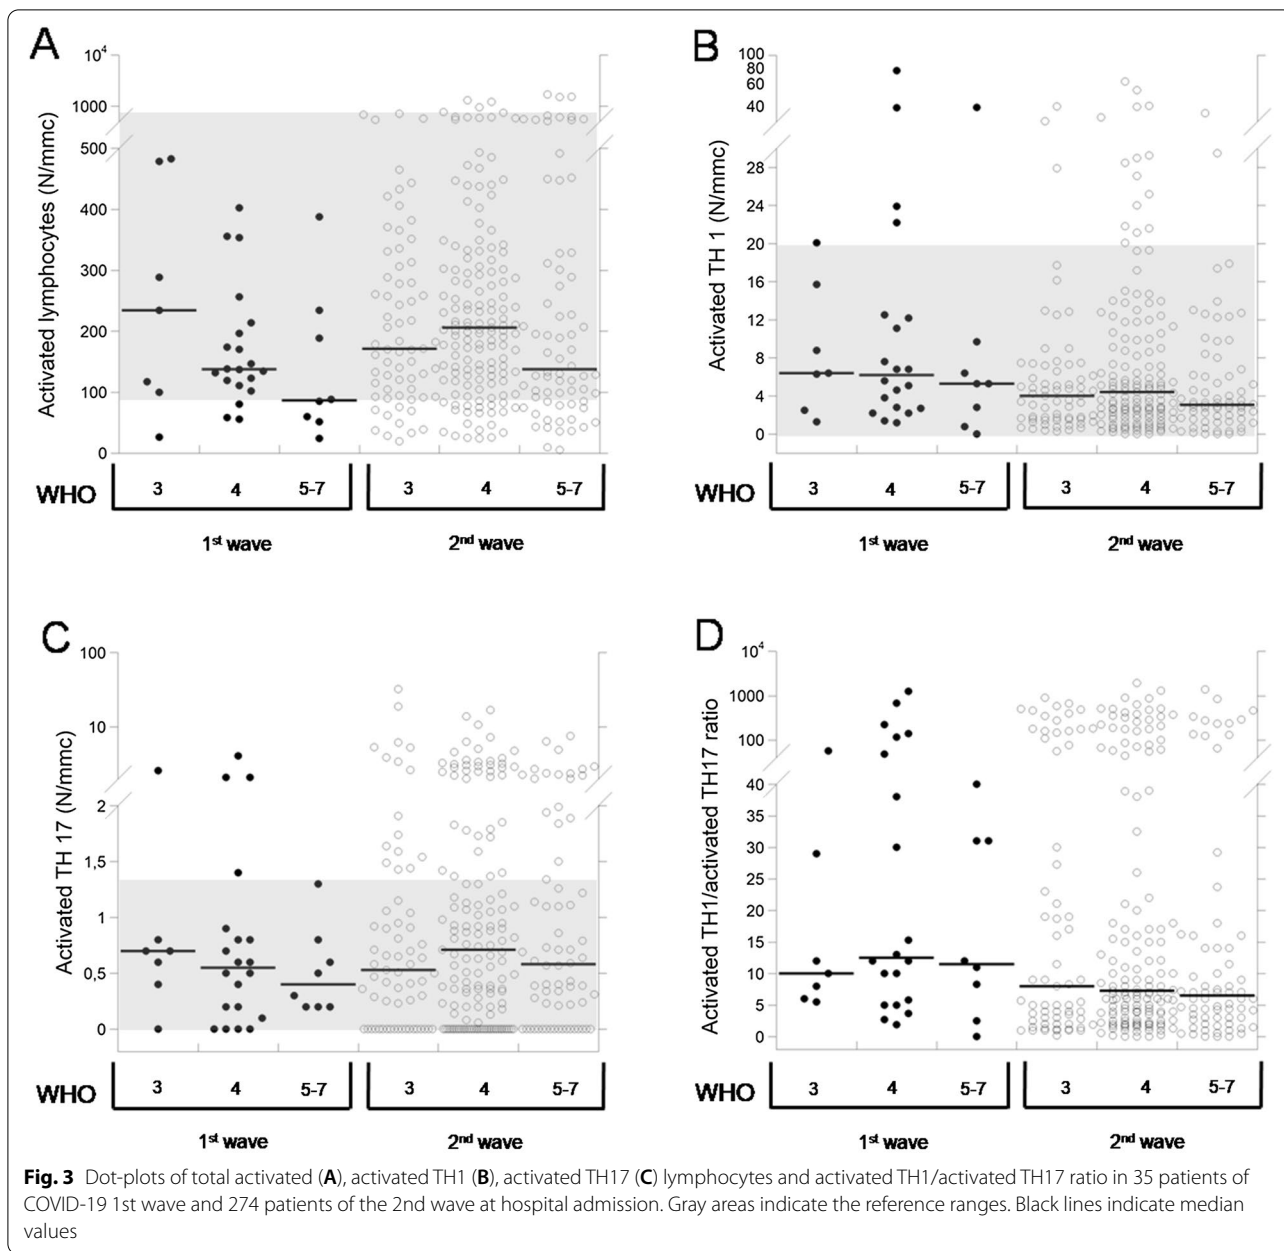 A
B
Activated lymphocytes (N/mmc)
10⁴
1000
500
400
300
200
100
0
Activated TH 1 (N/mmc)
100
80
60
40
28
24
20
16
12
8
4
0
WHO 3 4 5-7 3 4 5-7
1st wave 2nd wave
WHO 3 4 5-7 3 4 5-7
1st wave 2nd wave
C
D
Activated TH 17 (N/mmc)
100
10
2
1,5
1
0,5
0
Activated TH1/activated TH17 ratio
10⁴
1000
100
40
35
30
25
20
15
10
5
0
WHO 3 4 5-7 3 4 5-7
1st wave 2nd wave
WHO 3 4 5-7 3 4 5-7
1st wave 2nd wave
Fig. 3 Dot-plots of total activated (A), activated TH1 (B), activated TH17 (C) lymphocytes and activated TH1/activated TH17 ratio in 35 patients of
COVID-19 1st wave and 274 patients of the 2nd wave at hospital admission. Gray areas indicate the reference ranges. Black lines indicate median
values